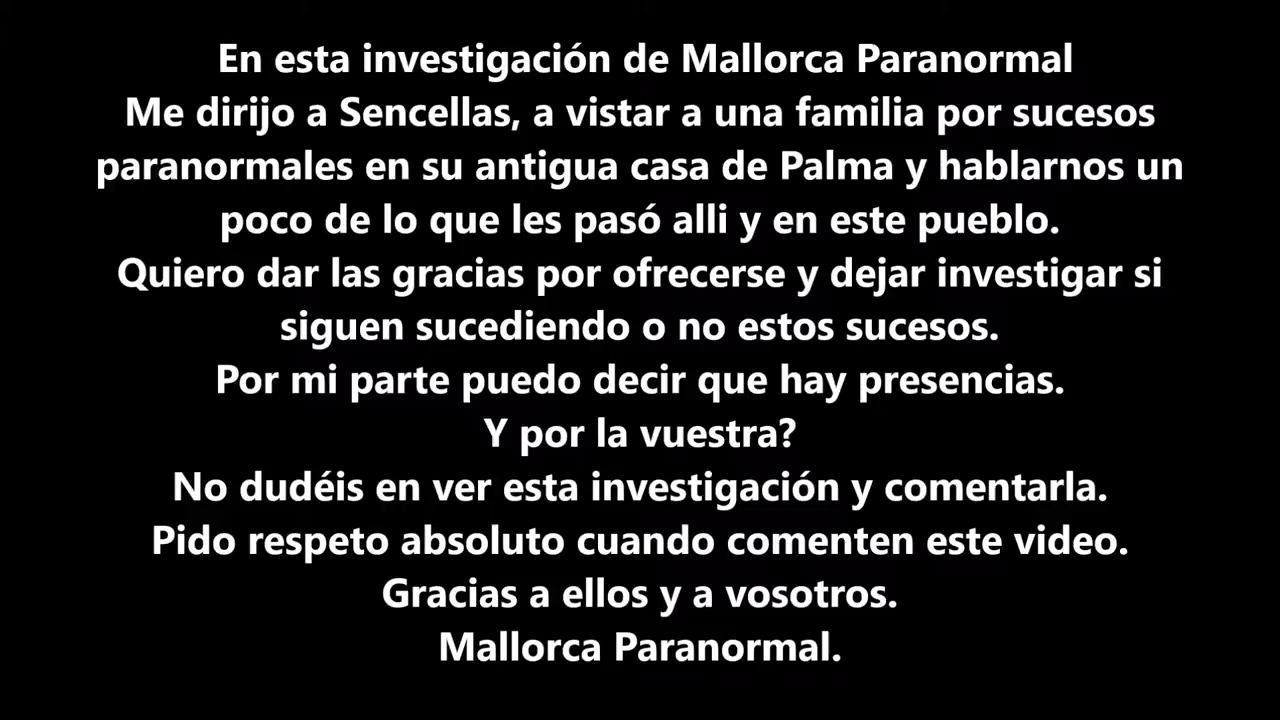 En esta investigación de Mallorca Paranormal
Me dirijo a Sencellas, a vistar a una familia por sucesos
paranormales en su antigua casa de Palma y hablarnos un
poco de lo que les pasó alli y en este pueblo.
Quiero dar las gracias por ofrecerse y dejar investigar si
siguen sucediendo o no estos sucesos.
Por mi parte puedo decir que hay presencias.
Y por la vuestra?
No dudéis en ver esta investigación y comentarla.
Pido respeto absoluto cuando comenten este video.
Gracias a ellos y a vosotros.
Mallorca Paranormal.